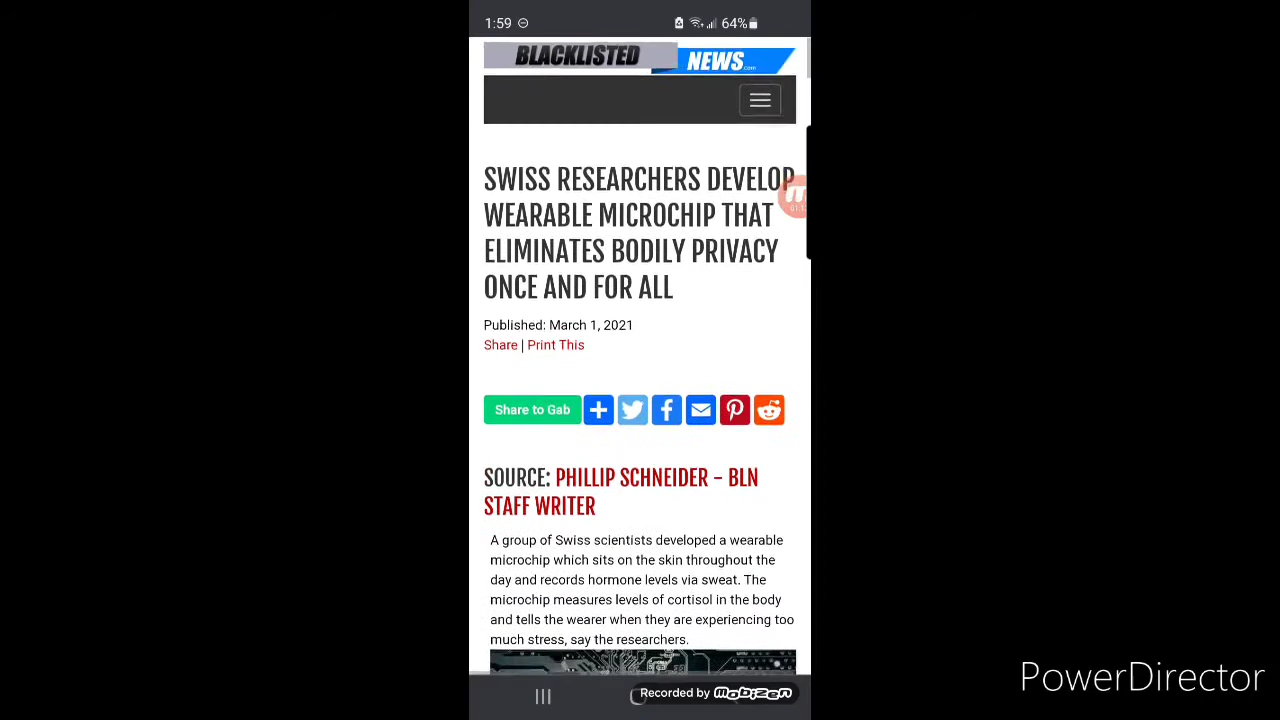 1:59
64%
BLACKLISTED
NEWS.com
SWISS RESEARCHERS DEVELOP
WEARABLE MICROCHIP THAT
ELIMINATES BODILY PRIVACY
ONCE AND FOR ALL
Published: March 1, 2021
Share | Print This
Share to Gab
SOURCE: PHILLIP SCHNEIDER – BLN
STAFF WRITER
A group of Swiss scientists developed a wearable
microchip which sits on the skin throughout the
day and records hormone levels via sweat. The
microchip measures levels of cortisol in the body
and tells the wearer when they are experiencing too
much stress, say the researchers.
Recorded by mobizen
PowerDirector